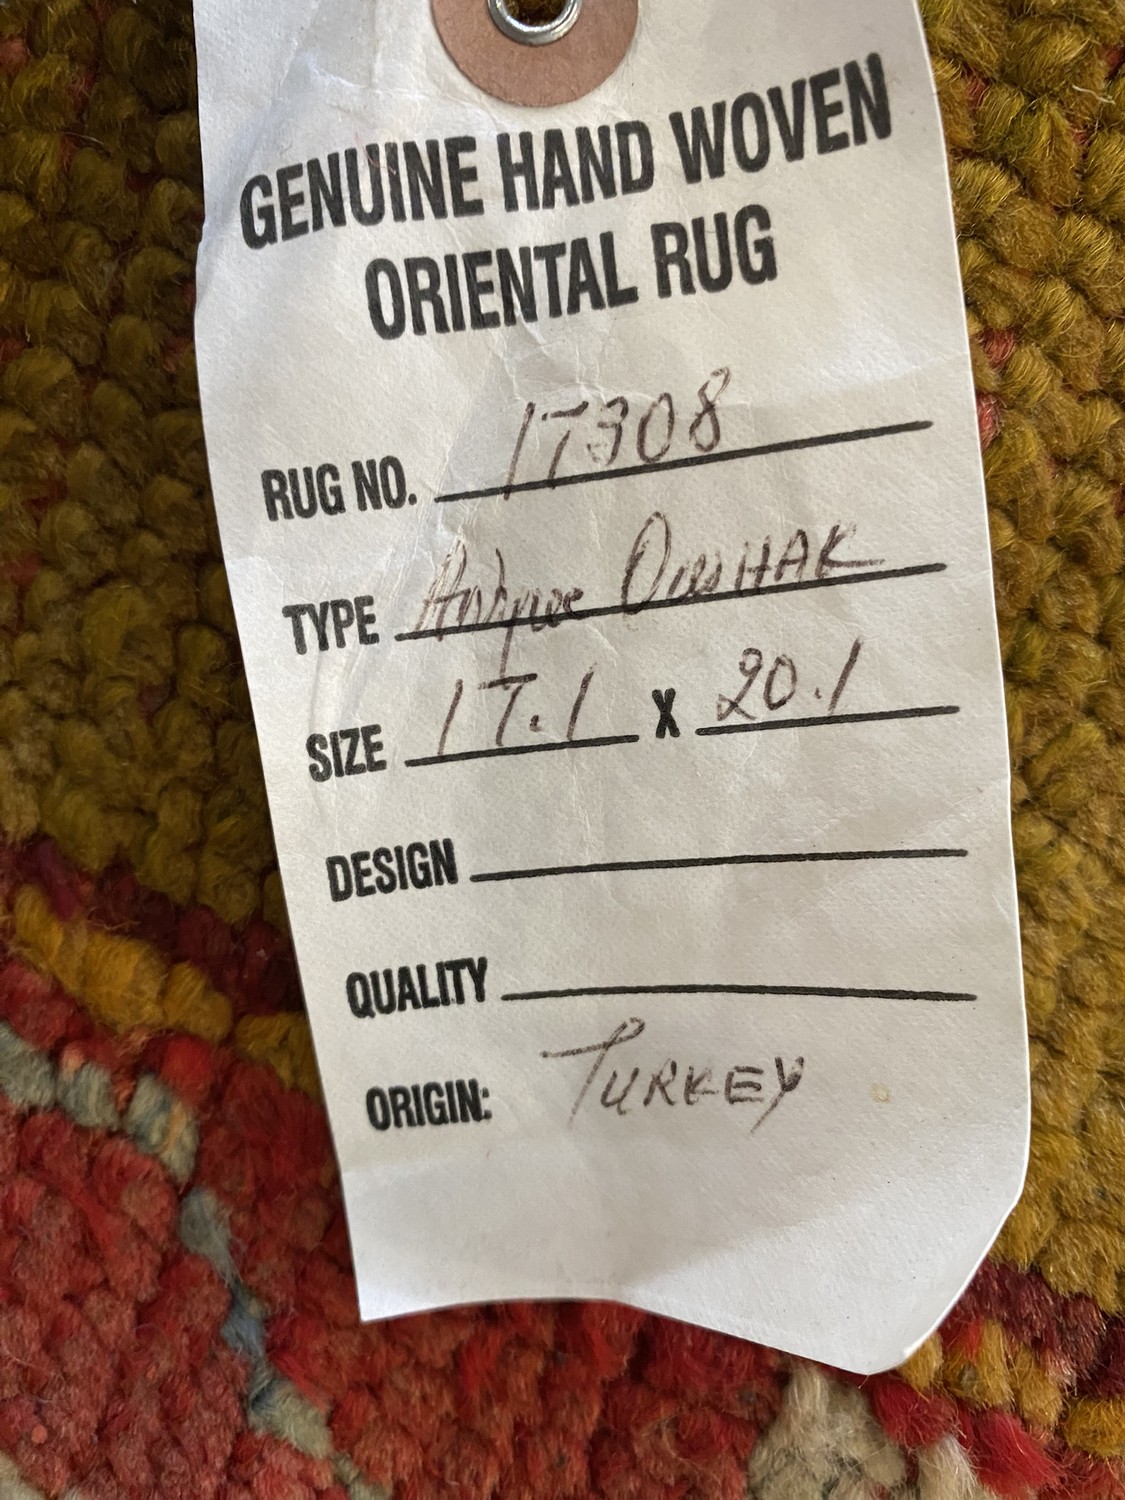 GENUINE HAND WOVEN
ORIENTAL RUG
RUG NO. 17308
TYPE Antique Oushak
SIZE 17.1 X 20.1
DESIGN
QUALITY
ORIGIN: TURKEY